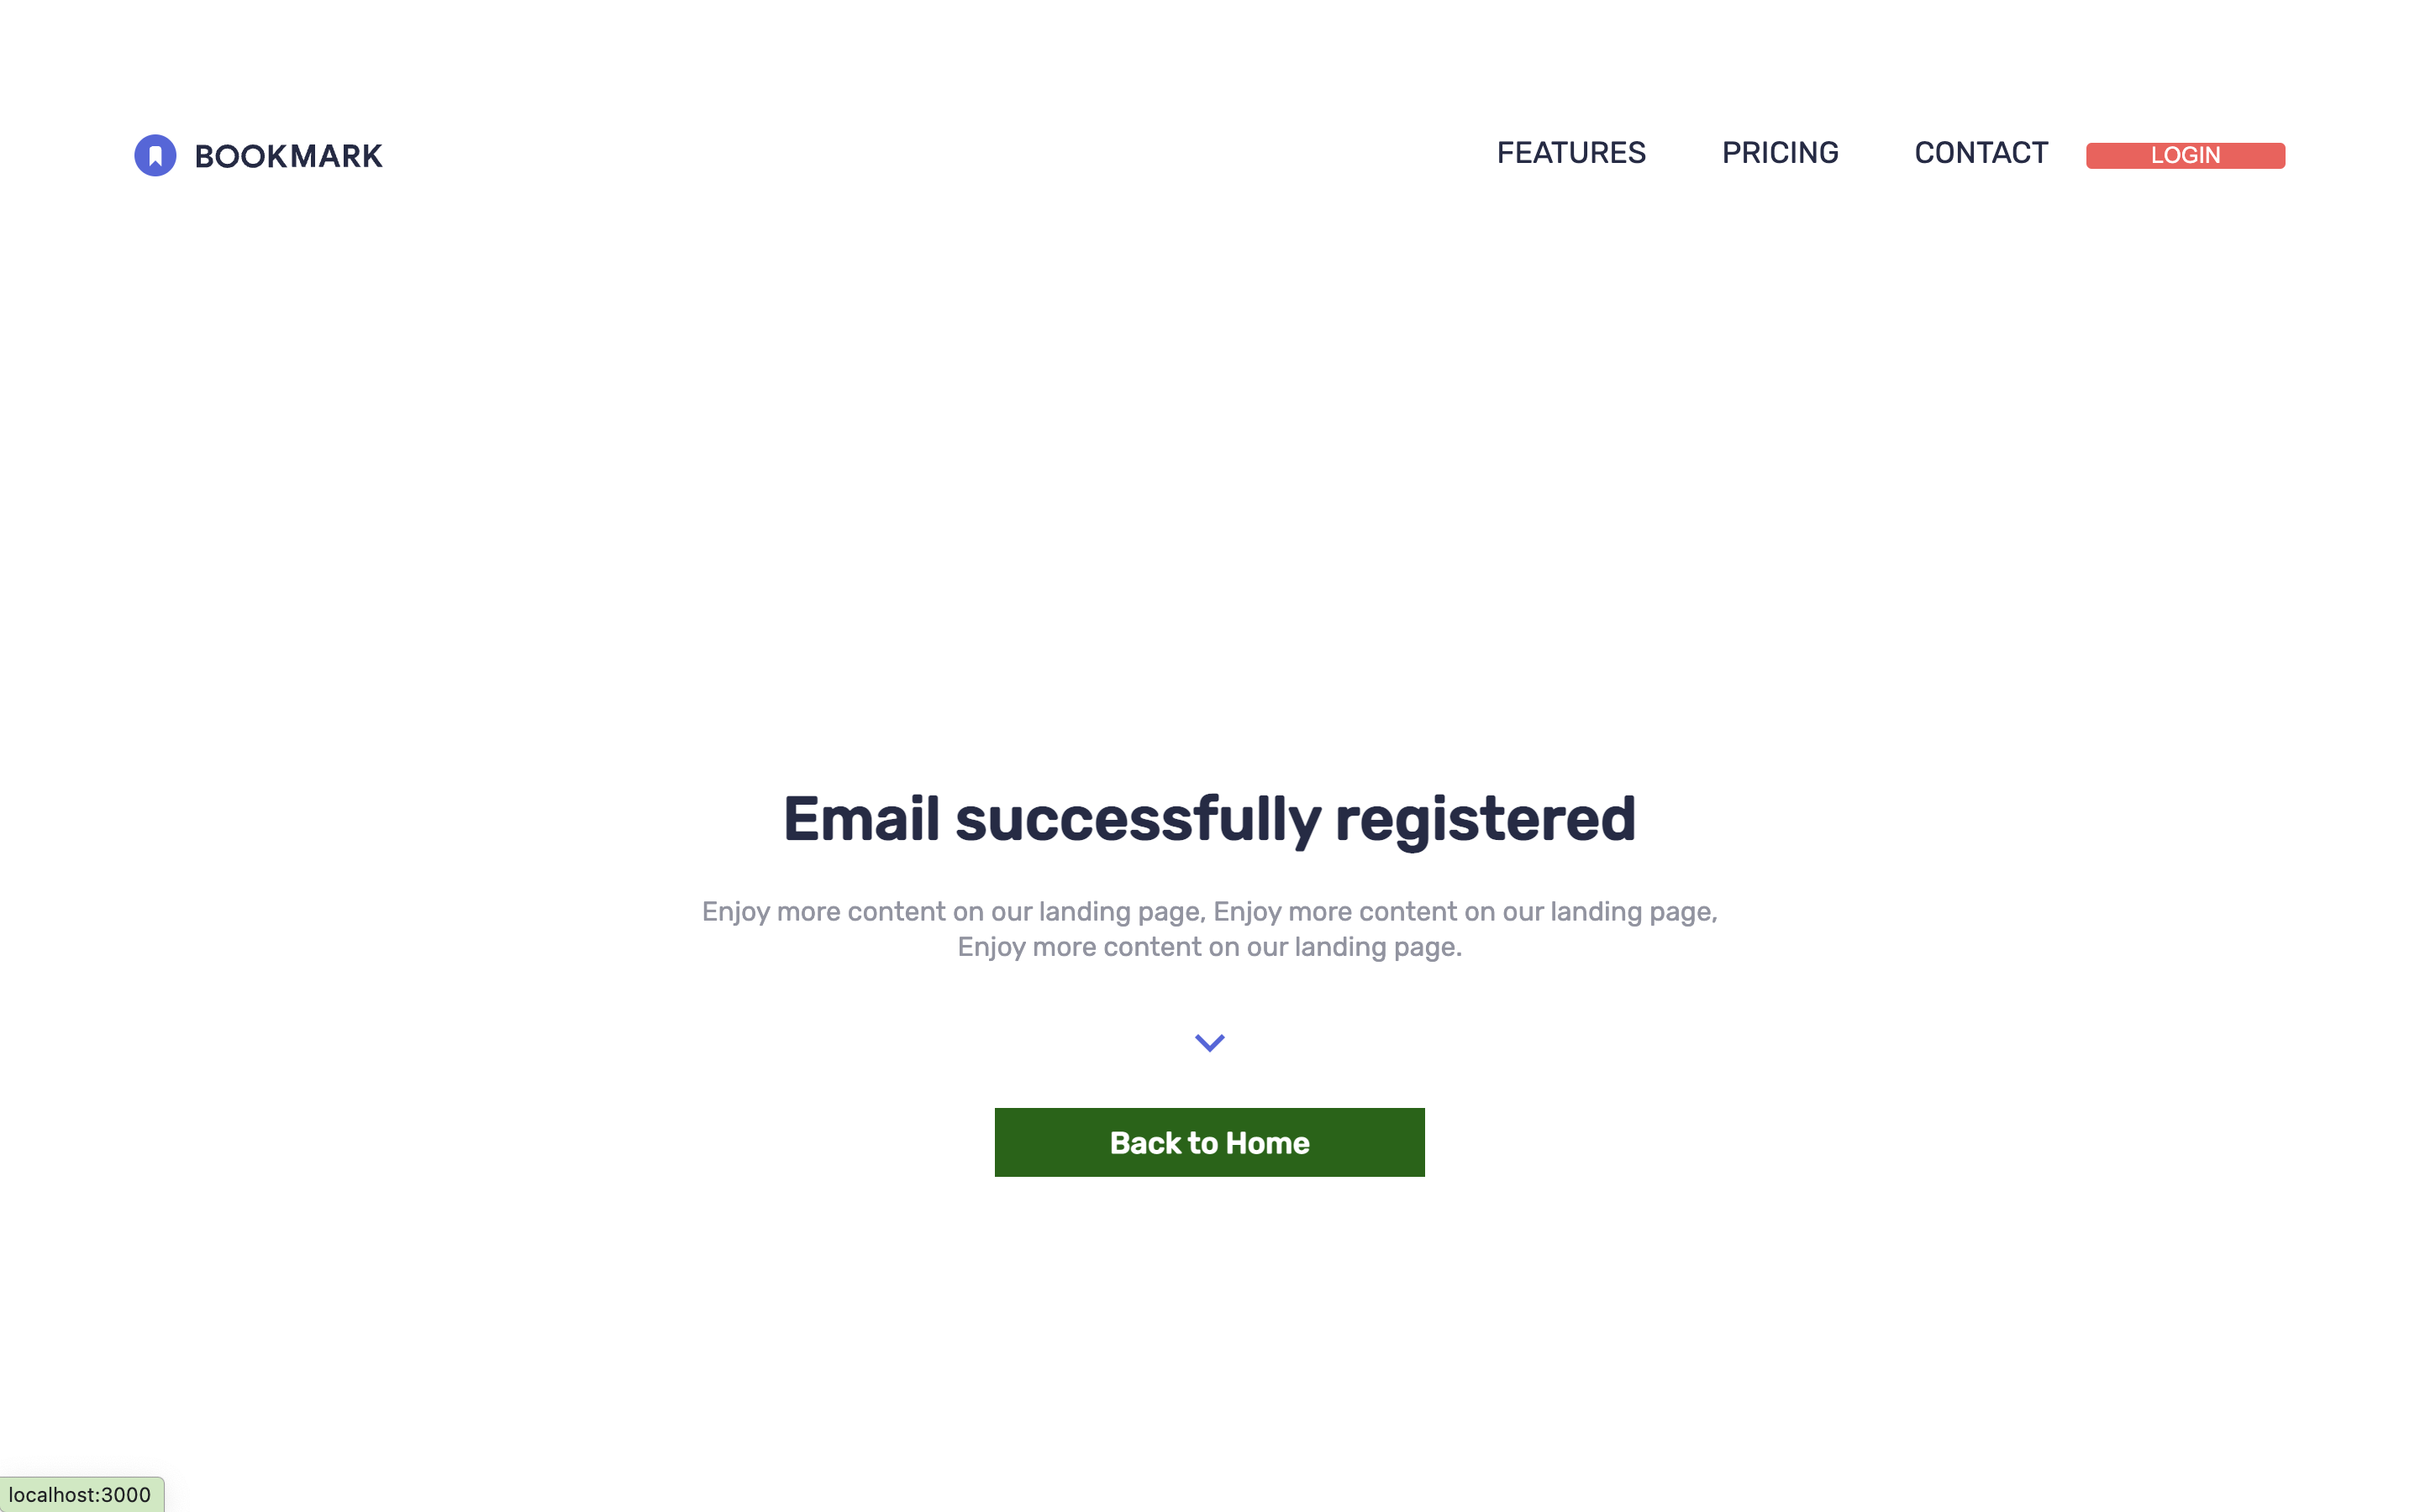 BOOKMARK
FEATURES PRICING CONTACT LOGIN
Email successfully registered
Enjoy more content on our landing page, Enjoy more content on our landing page,
Enjoy more content on our landing page.
Back to Home
localhost:3000